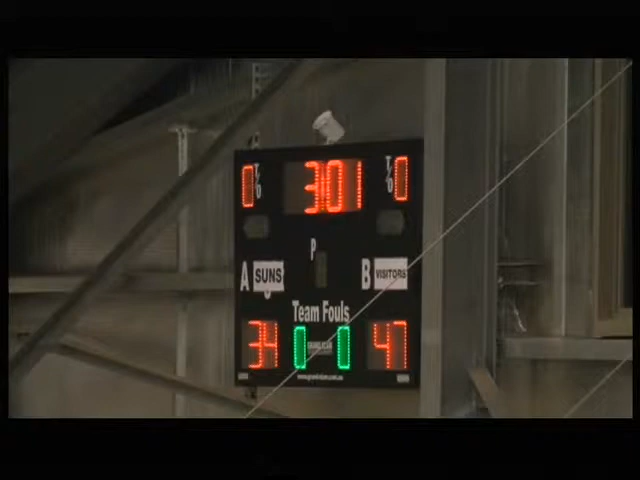 0 T/O 3:01 T/O 0
P
A SUNS B VISITORS
Team Fouls
34 0 0 47